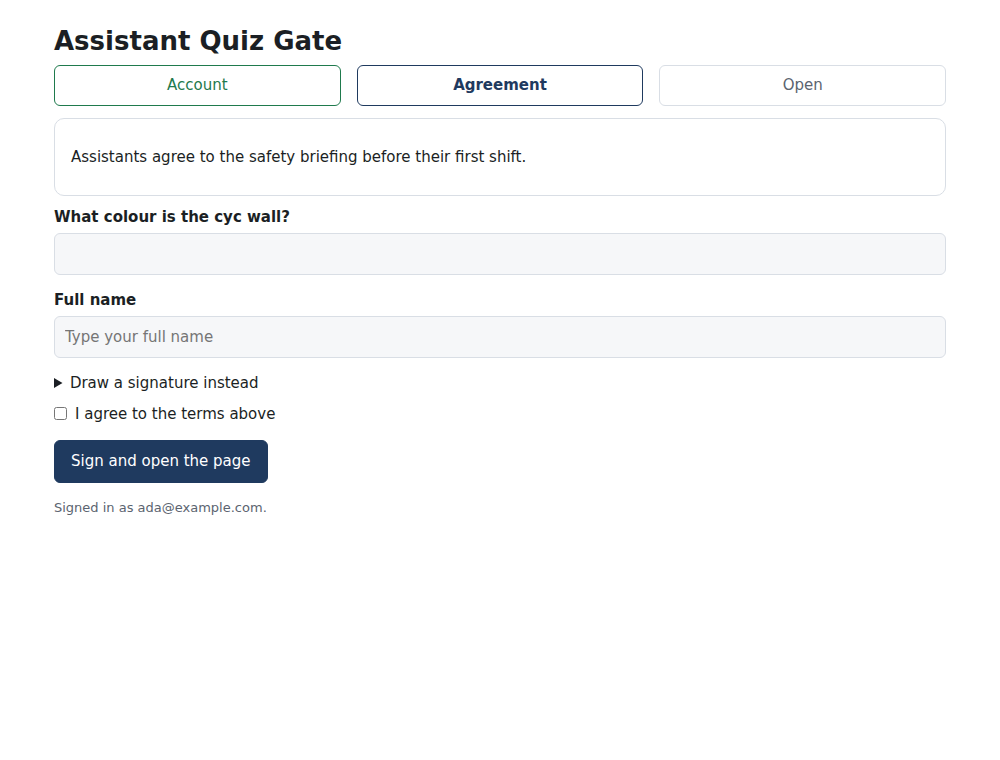 Assistant Quiz Gate
Account
Agreement
Open
Assistants agree to the safety briefing before their first shift.
What colour is the cyc wall?
Full name
Type your full name
Draw a signature instead
I agree to the terms above
Sign and open the page
Signed in as ada@example.com.